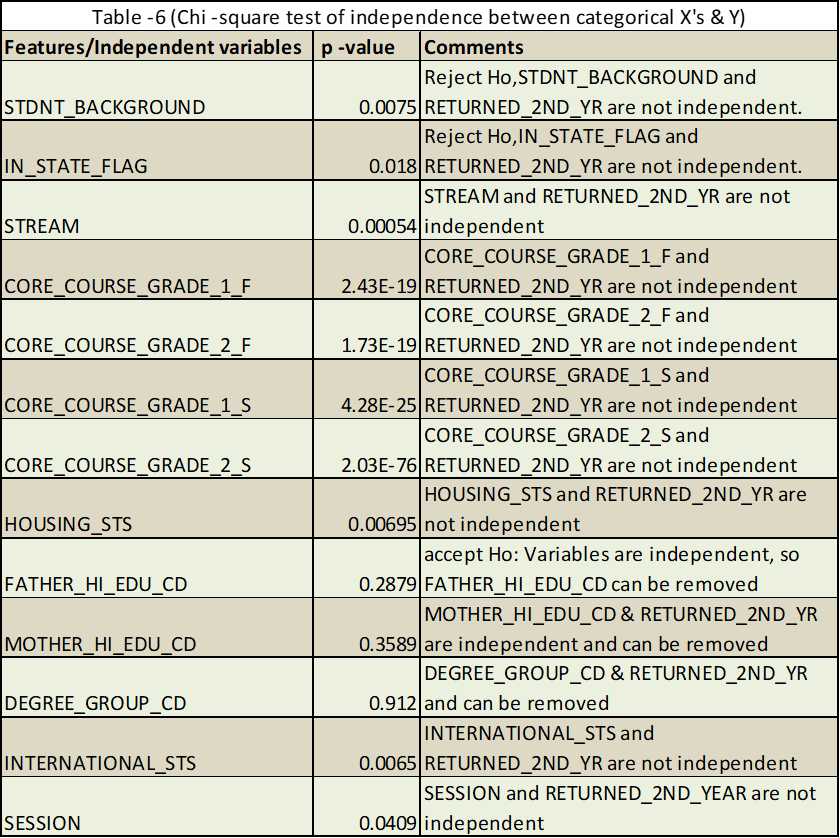 Table -6 (Chi -square test of independence between categorical X's & Y)
Features/Independent variables p -value Comments
Reject Ho,STDNT_BACKGROUND and
STDNT_BACKGROUND 0.0075 RETURNED_2ND_YR are not independent.
Reject Ho,IN_STATE_FLAG and
IN_STATE_FLAG 0.018 RETURNED_2ND_YR are not independent.
STREAM and RETURNED_2ND_YR are not
STREAM 0.00054 independent
CORE_COURSE_GRADE_1_F and
CORE_COURSE_GRADE_1_F 2.43E-19 RETURNED_2ND_YR are not independent
CORE_COURSE_GRADE_2_F and
CORE_COURSE_GRADE_2_F 1.73E-19 RETURNED_2ND_YR are not independent
CORE_COURSE_GRADE_1_S and
CORE_COURSE_GRADE_1_S 4.28E-25 RETURNED_2ND_YR are not independent
CORE_COURSE_GRADE_2_S and
CORE_COURSE_GRADE_2_S 2.03E-76 RETURNED_2ND_YR are not independent
HOUSING_STS and RETURNED_2ND_YR are
HOUSING_STS 0.00695 not independent
accept Ho: Variables are independent, so
FATHER_HI_EDU_CD 0.2879 FATHER_HI_EDU_CD can be removed
MOTHER_HI_EDU_CD & RETURNED_2ND_YR
MOTHER_HI_EDU_CD 0.3589 are independent and can be removed
DEGREE_GROUP_CD & RETURNED_2ND_YR
DEGREE_GROUP_CD 0.912 and can be removed
INTERNATIONAL_STS and
INTERNATIONAL_STS 0.0065 RETURNED_2ND_YR are not independent
SESSION and RETURNED_2ND_YEAR are not
SESSION 0.0409 independent